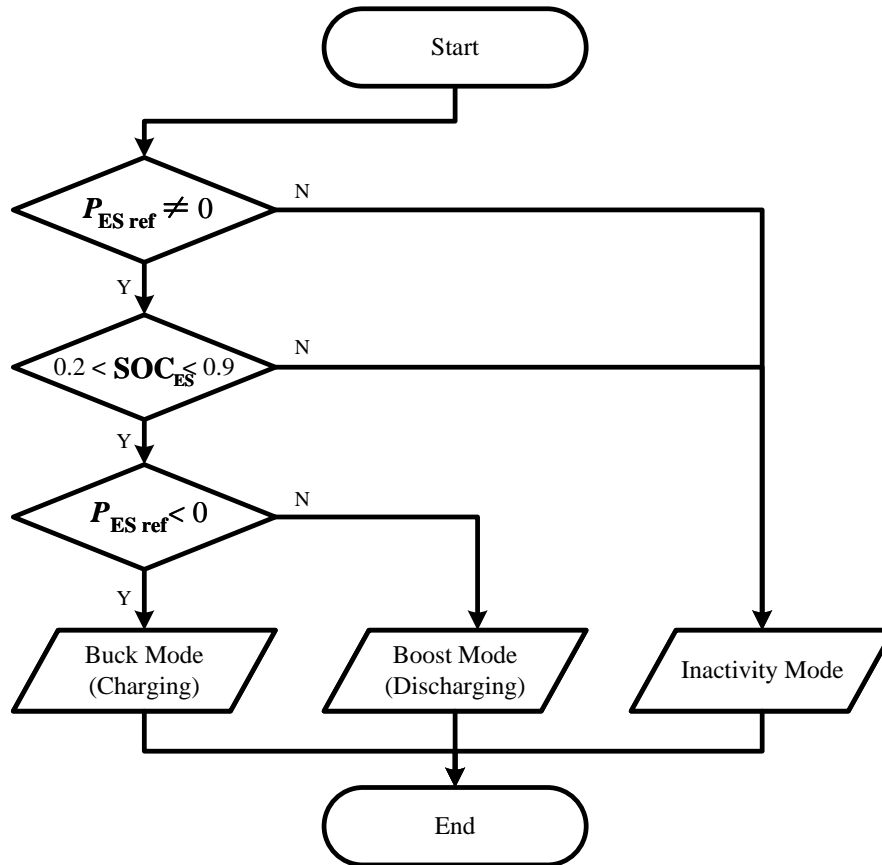 Start
P_ES ref ≠ 0
N
Y
0.2 < SOC_ES < 0.9
N
Y
P_ES ref < 0
N
Y
Buck Mode
(Charging)
Boost Mode
(Discharging)
Inactivity Mode
End